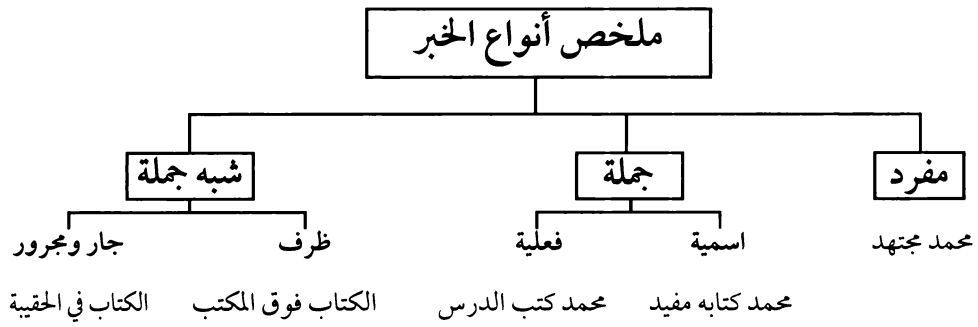 ملخص أنواع الخبر
مفرد جملة شبه جملة
محمد مجتهد اسمية فعلية ظرف جار ومجرور
محمد كتابه مفيد محمد كتب الدرس الكتاب فوق المكتب الكتاب في الحقيبة